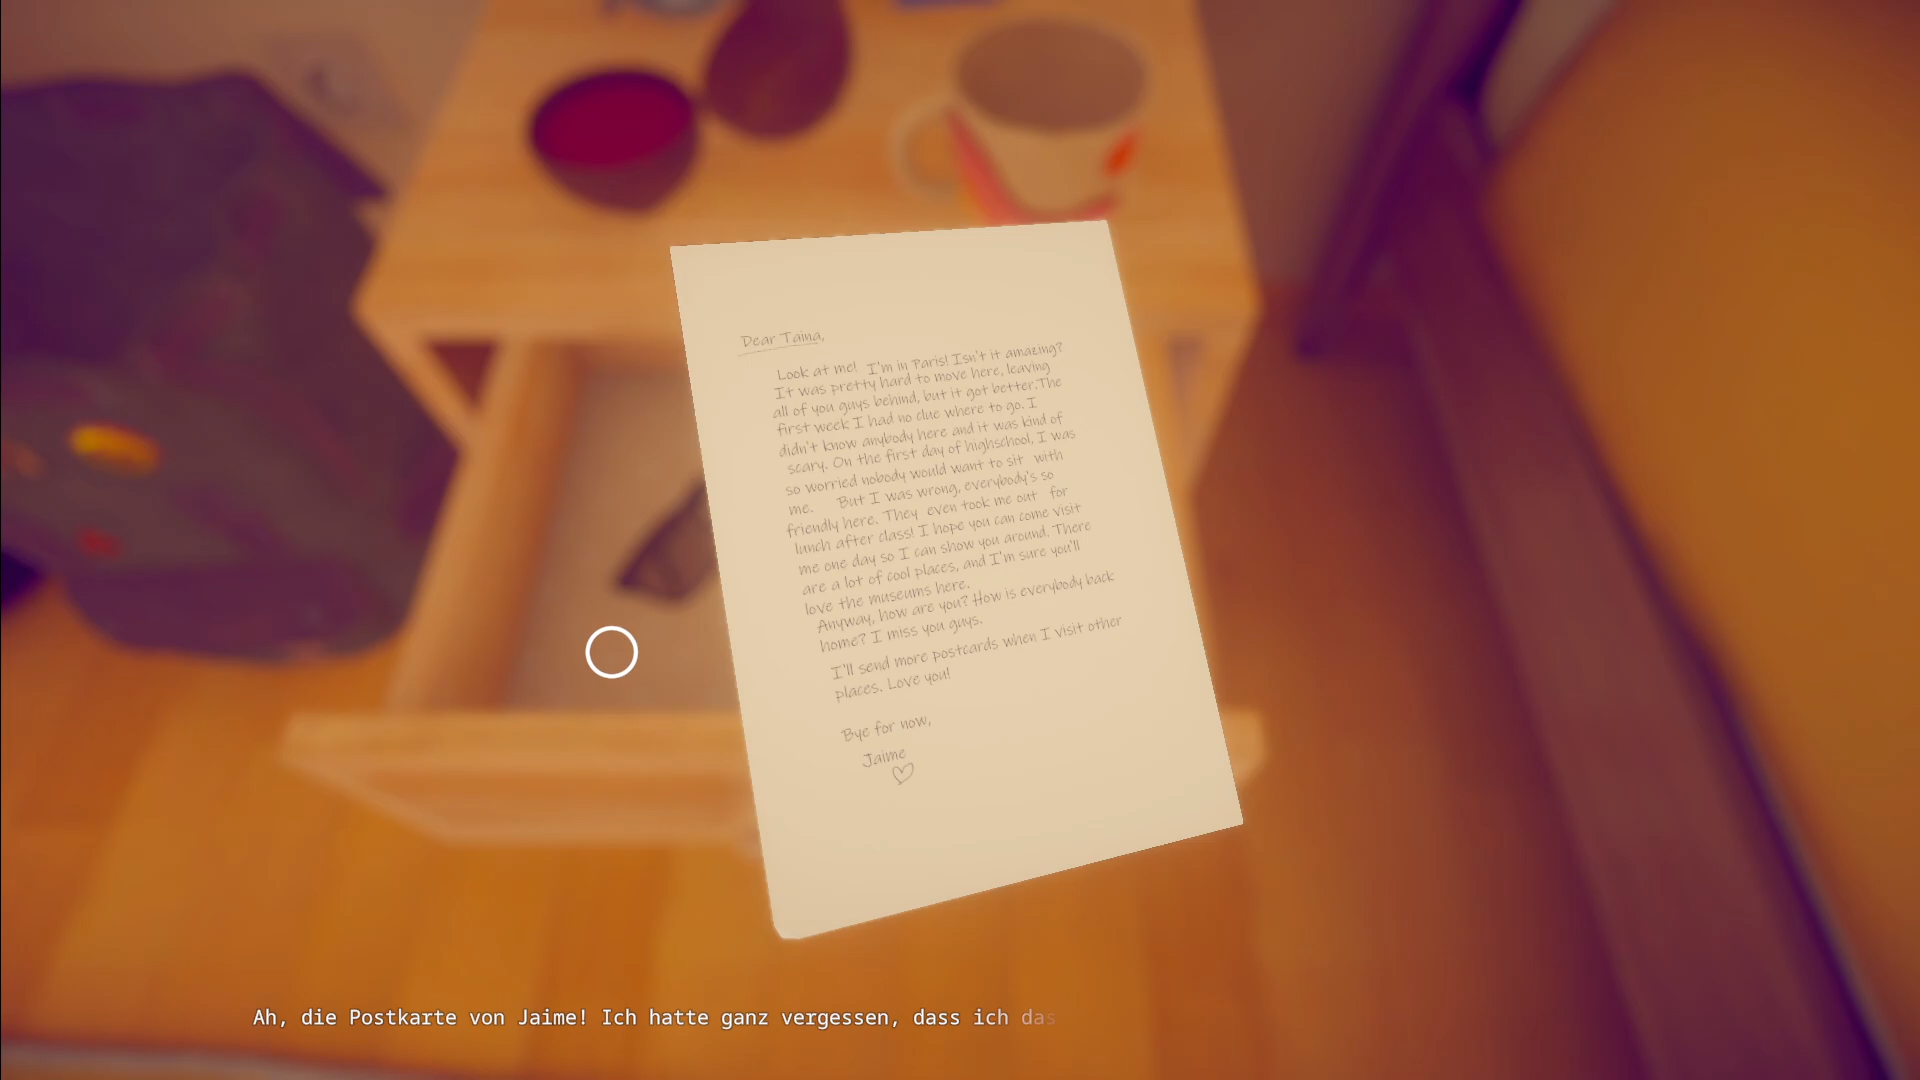 Dear Taina,
Look at me! I'm in Paris! Isn't it amazing?
It was pretty hard to move here, leaving
all of you guys behind, but it got better.The
first week I had no clue where to go. I
didn't know anybody here and it was kind of
scary. On the first day of highschool, I was
so worried nobody would want to sit with
me. But I was wrong, everybody's so
friendly here. They even took me out for
lunch after class! I hope you can come visit
me one day so I can show you around. There
are a lot of cool places, and I'm sure you'll
love the museums here.
Anyway, how are you? How is everybody back
home? I miss you guys.
I'll send more postcards when I visit other
places. Love you!
Bye for now,
Jaime
Ah, die Postkarte von Jaime! Ich hatte ganz vergessen, dass ich das